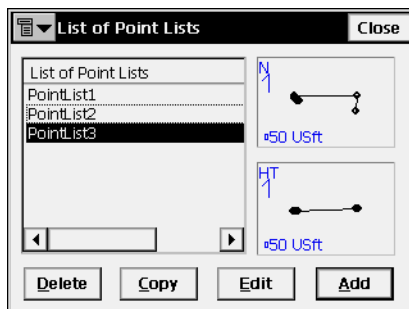 List of Point Lists Close
List of Point Lists
PointList1
PointList2
PointList3
N
50 USft
HT
50 USft
Delete Copy Edit Add